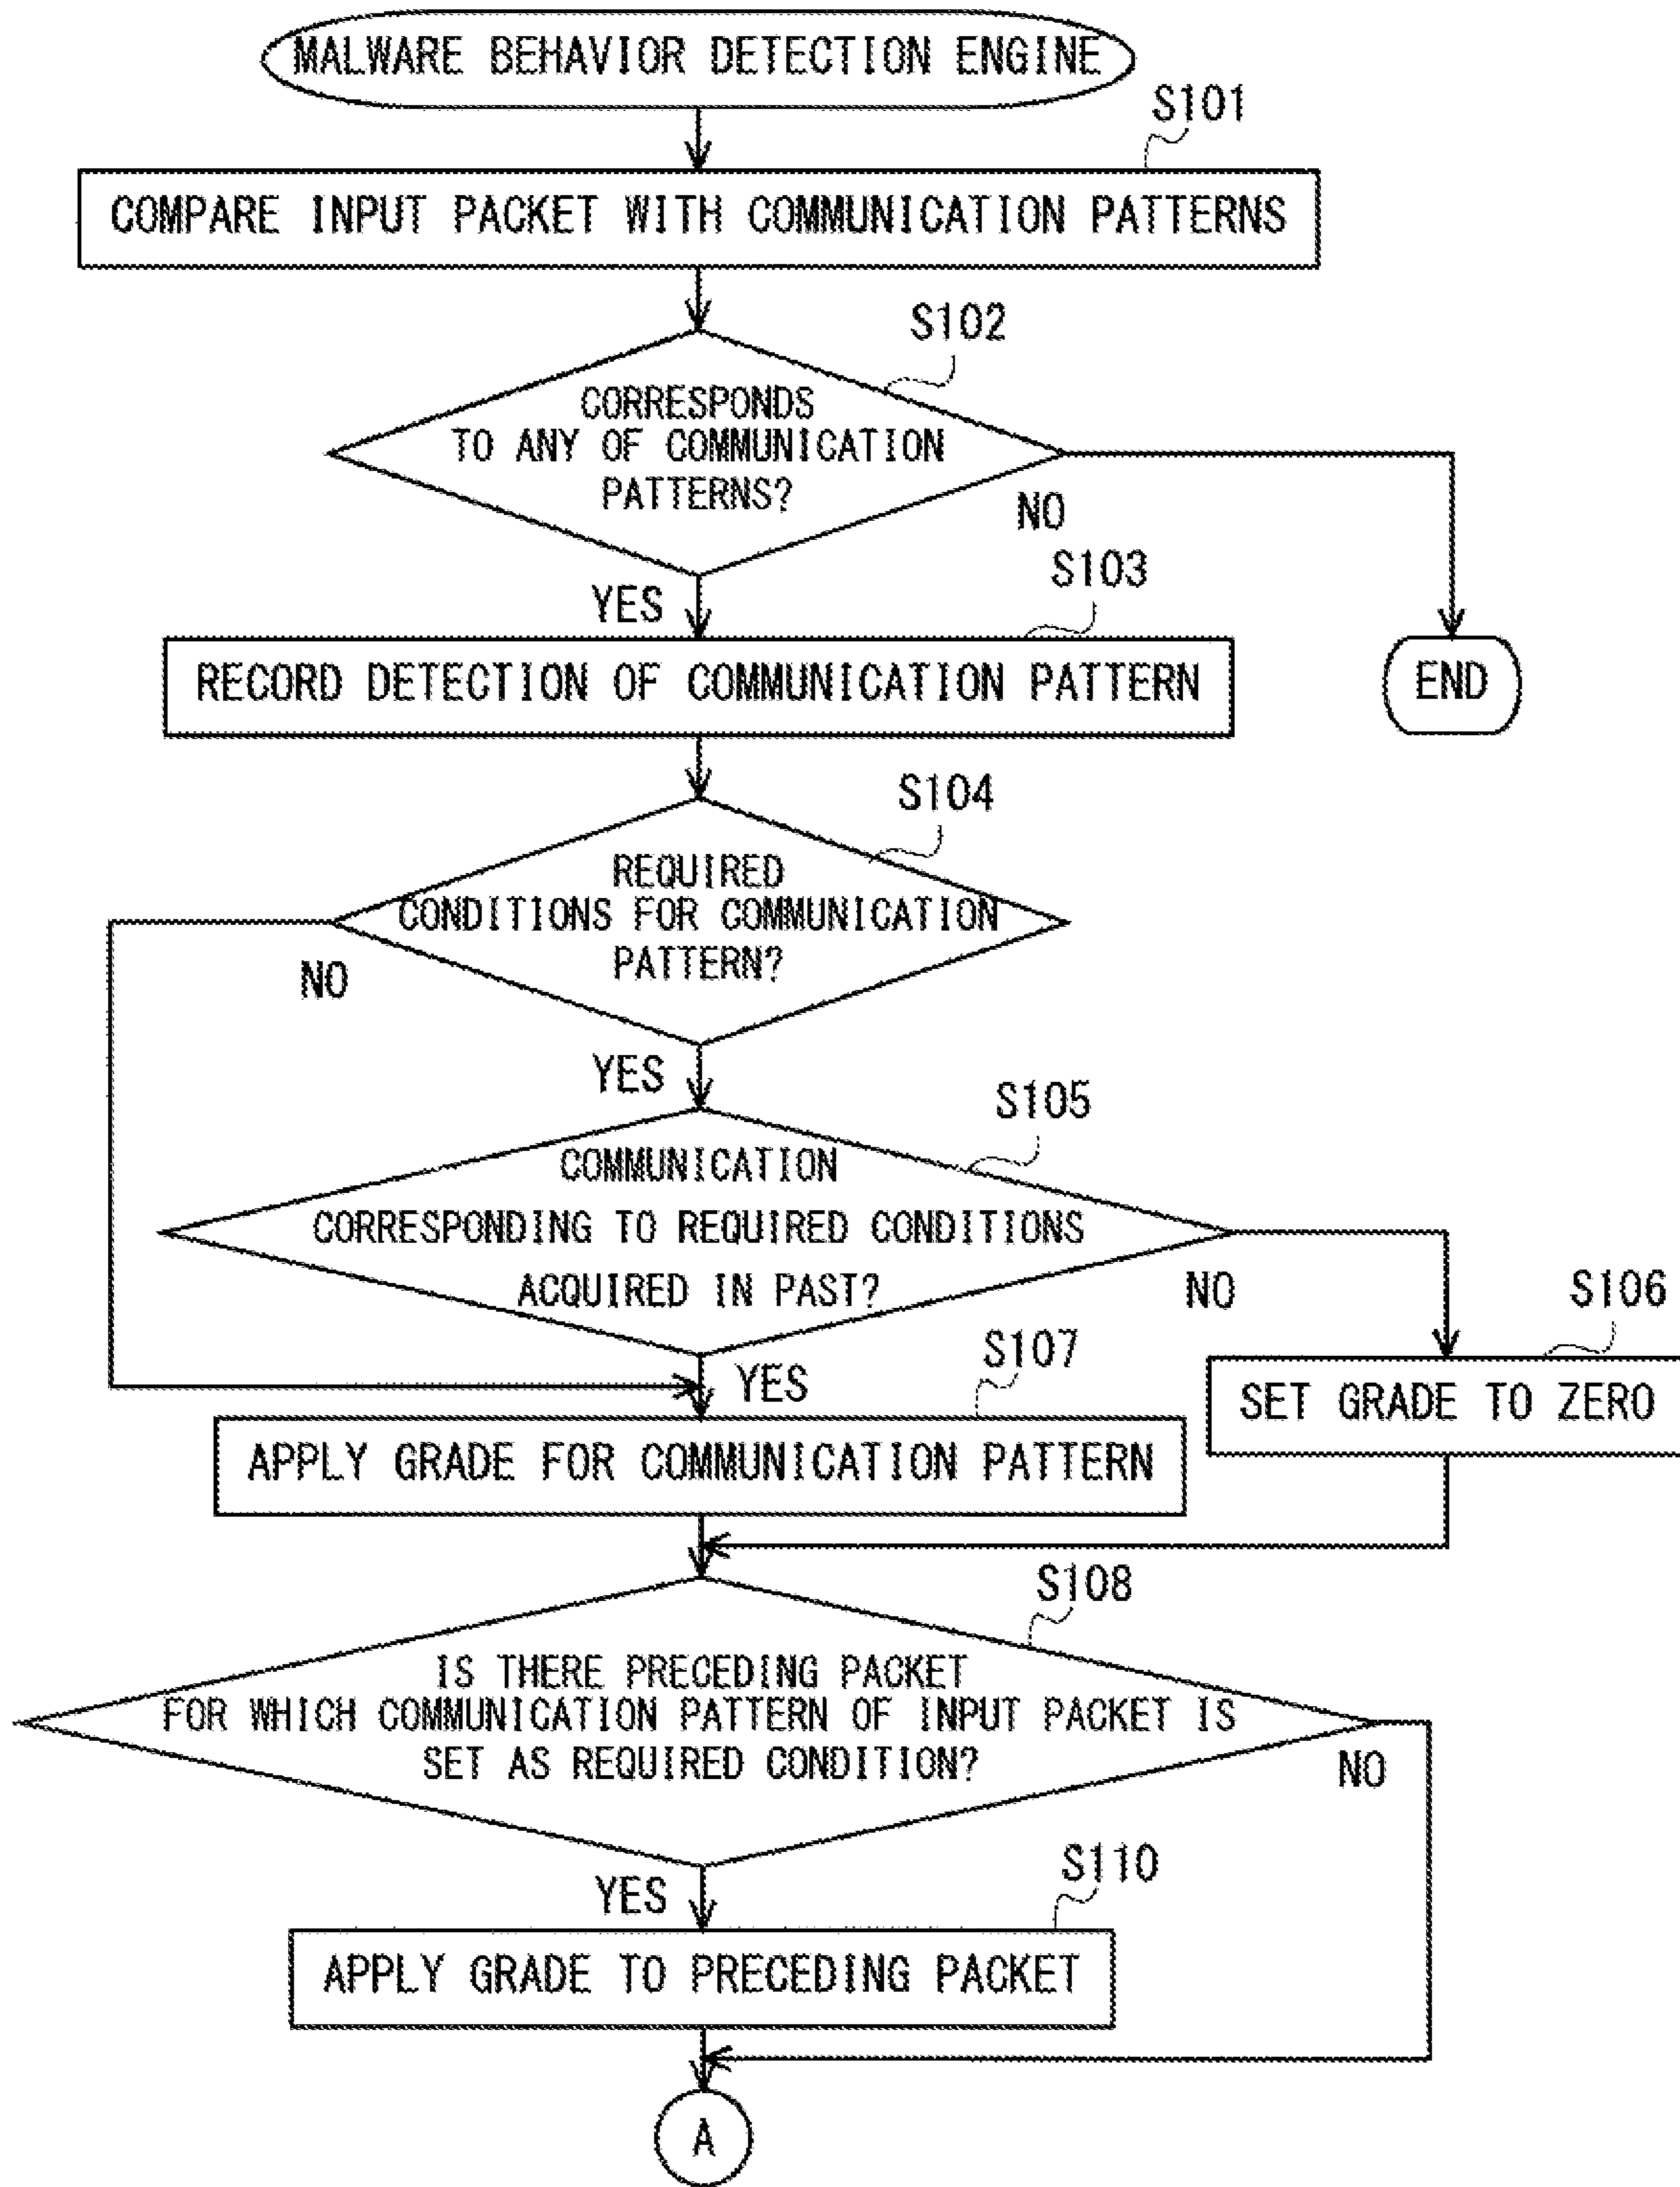 MALWARE BEHAVIOR DETECTION ENGINE
S101
COMPARE INPUT PACKET WITH COMMUNICATION PATTERNS
S102
CORRESPONDS
TO ANY OF COMMUNICATION
PATTERNS?
NO
YES
S103
RECORD DETECTION OF COMMUNICATION PATTERN
END
S104
REQUIRED
CONDITIONS FOR COMMUNICATION
PATTERN?
NO
YES
S105
COMMUNICATION
CORRESPONDING TO REQUIRED CONDITIONS
ACQUIRED IN PAST?
NO
S106
YES
S107
SET GRADE TO ZERO
APPLY GRADE FOR COMMUNICATION PATTERN
S108
IS THERE PRECEDING PACKET
FOR WHICH COMMUNICATION PATTERN OF INPUT PACKET IS
SET AS REQUIRED CONDITION?
NO
YES
S110
APPLY GRADE TO PRECEDING PACKET
A